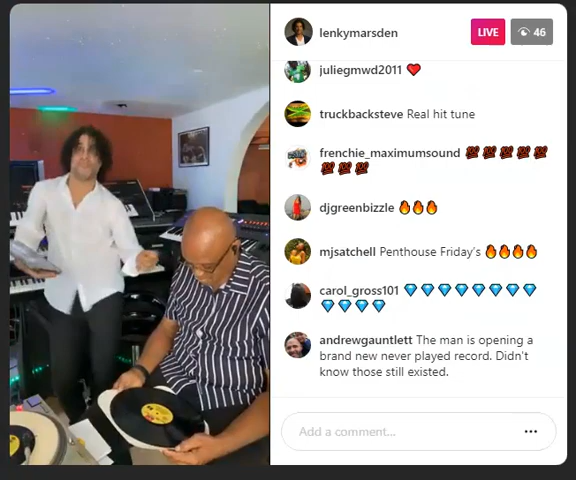 lenkymarsden
LIVE
46
juliegmwd2011 ❤️
truckbacksteve Real hit tune
frenchie_maximumsound 💯 💯 💯 💯 💯
💯 💯 💯
djgreenbizzle 🔥🔥🔥
mjsatchell Penthouse Friday's 🔥🔥🔥🔥
carol_gross101 💎💎💎💎💎💎💎💎
💎💎💎💎
andrewgauntlett The man is opening a
brand new never played record. Didn't
know those still existed.
Add a comment...